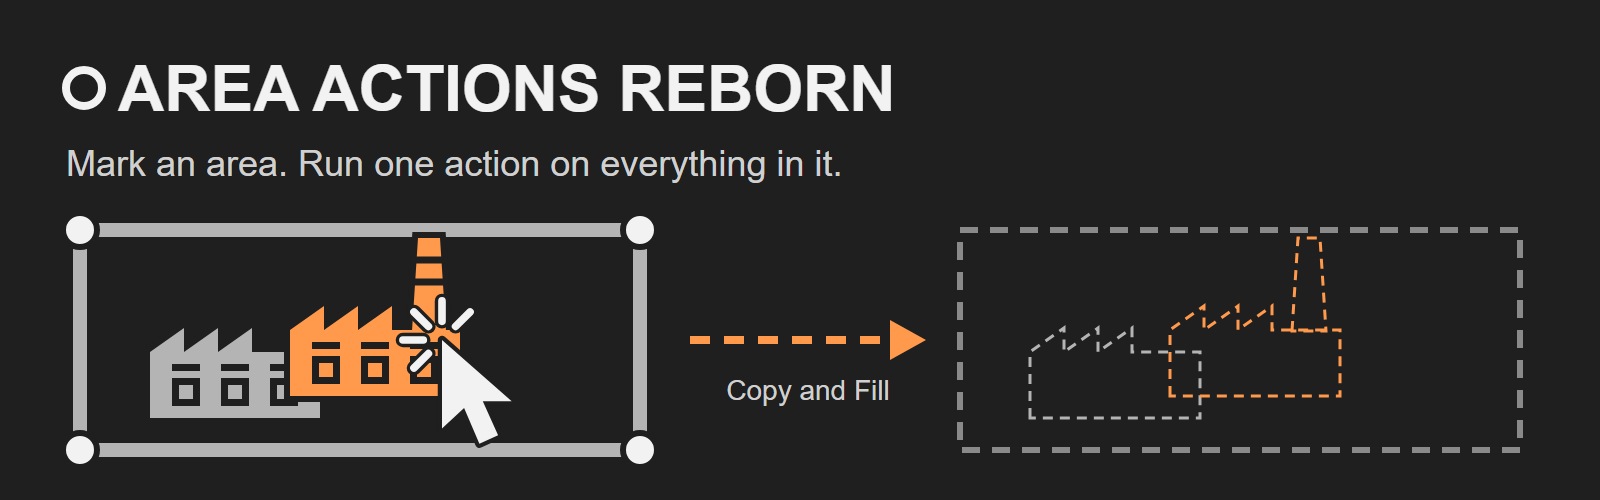 AREA ACTIONS REBORN
Mark an area. Run one action on everything in it.
Copy and Fill